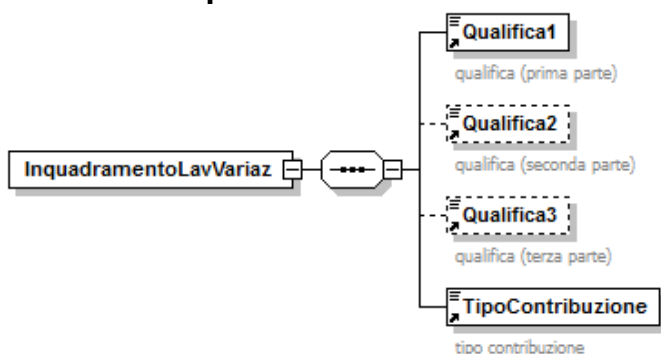 Qualifica1
qualifica (prima parte)
Qualifica2
qualifica (seconda parte)
InquadramentoLavVariaz
Qualifica3
qualifica (terza parte)
TipoContribuzione
tipo contribuzione